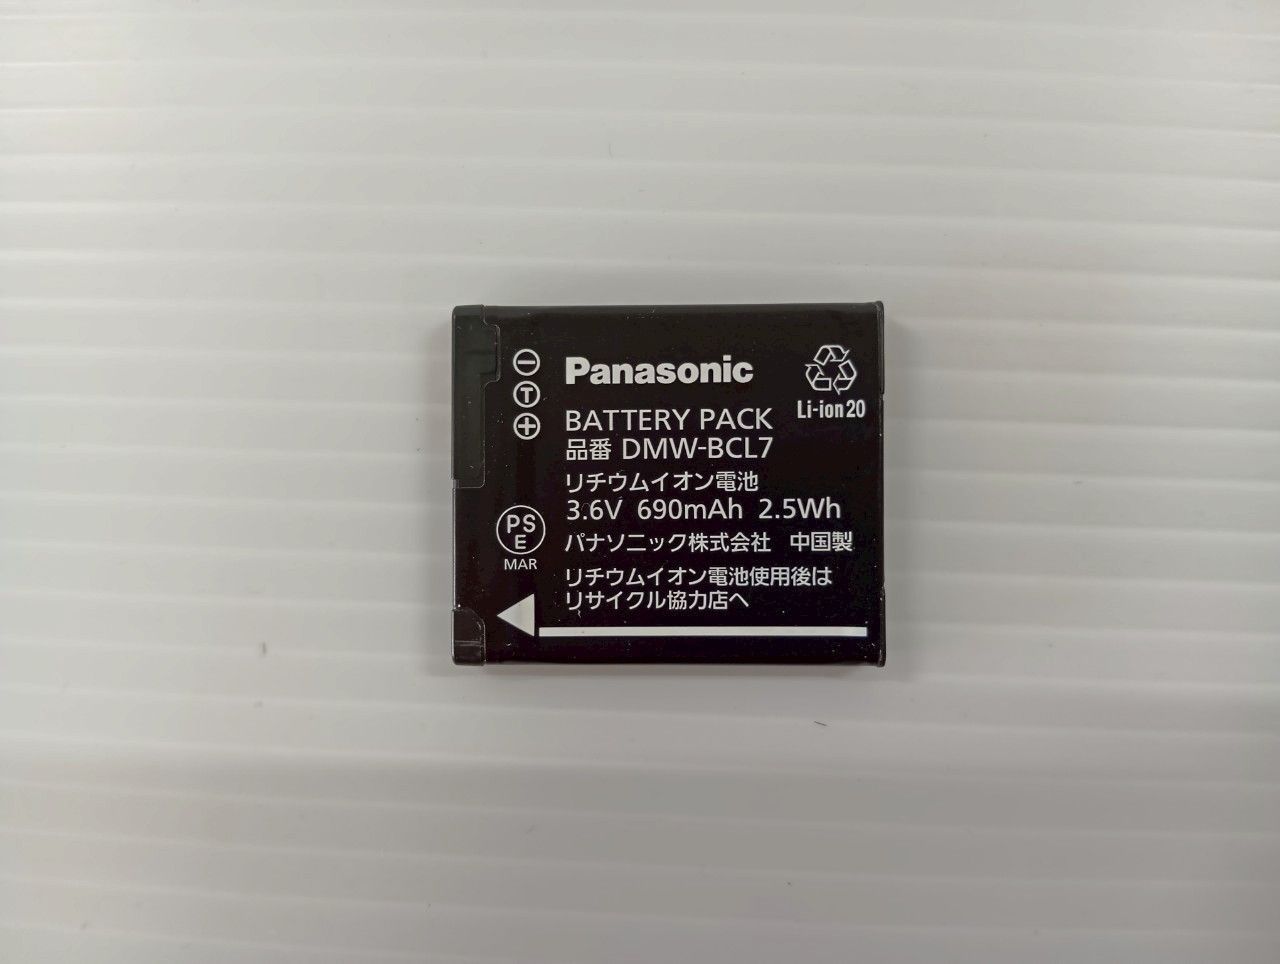 Panasonic
BATTERY PACK
品番 DMW-BCL7
リチウムイオン電池
3.6V 690mAh 2.5Wh
パナソニック株式会社 中国製
リチウムイオン電池使用後は
リサイクル協力店へ
Li-ion 20
−
T
+
PS
E
MAR